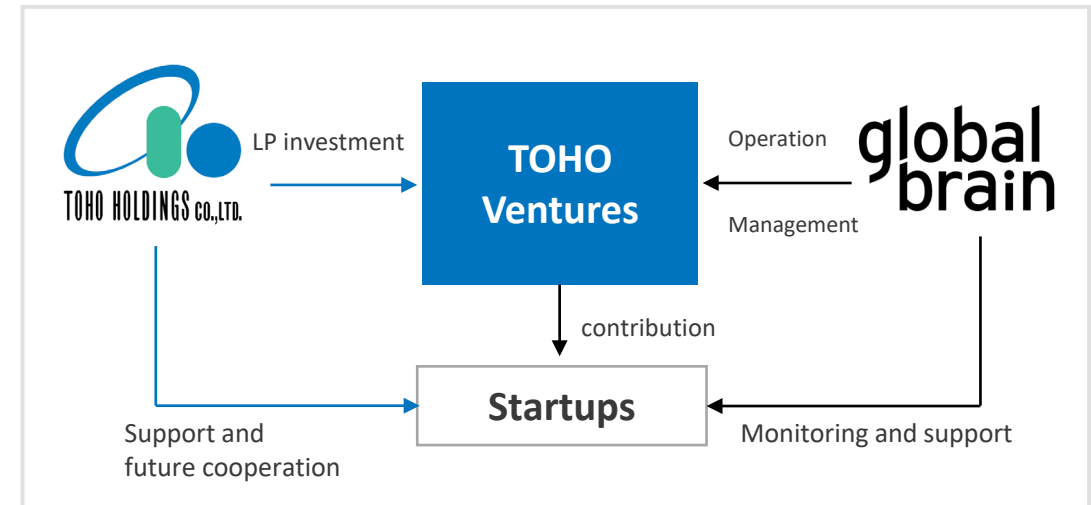 TOHO HOLDINGS CO.,LTD.
LP investment
TOHO
Ventures
Operation
Management
global
brain
contribution
Startups
Support and
future cooperation
Monitoring and support